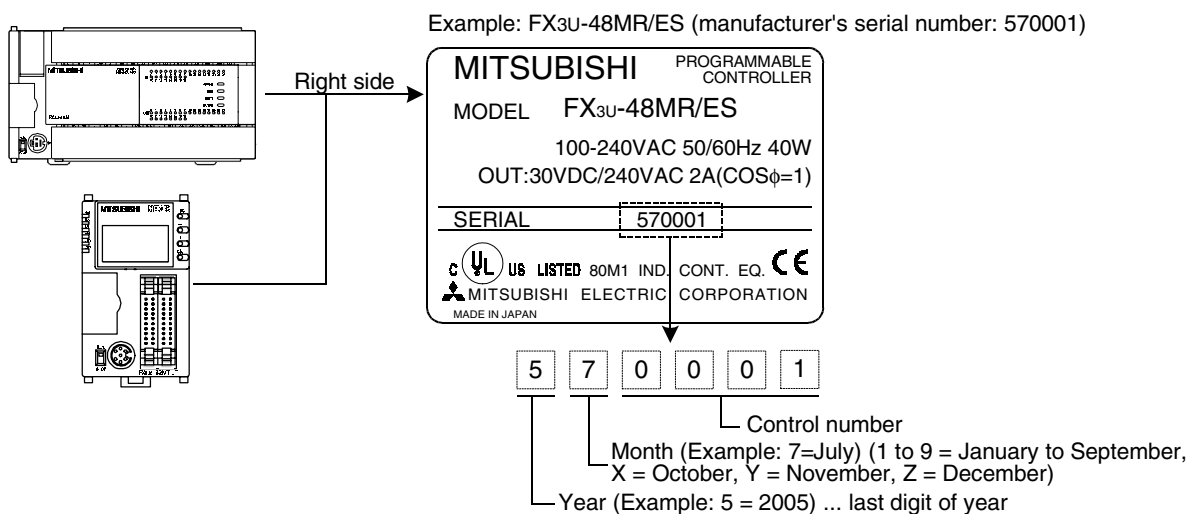 Example: FX3U-48MR/ES (manufacturer's serial number: 570001)
MITSUBISHI
PROGRAMMABLE
CONTROLLER
MODEL FX3U-48MR/ES
100-240VAC 50/60Hz 40W
OUT:30VDC/240VAC 2A(COSφ=1)
SERIAL 570001
C UL US LISTED 80M1 IND. CONT. EQ. CE
MITSUBISHI ELECTRIC CORPORATION
MADE IN JAPAN
Right side
MITSUBISHI
MITSUBISHI
5 7 0 0 0 1
Control number
Month (Example: 7=July) (1 to 9 = January to September,
X = October, Y = November, Z = December)
Year (Example: 5 = 2005) ... last digit of year